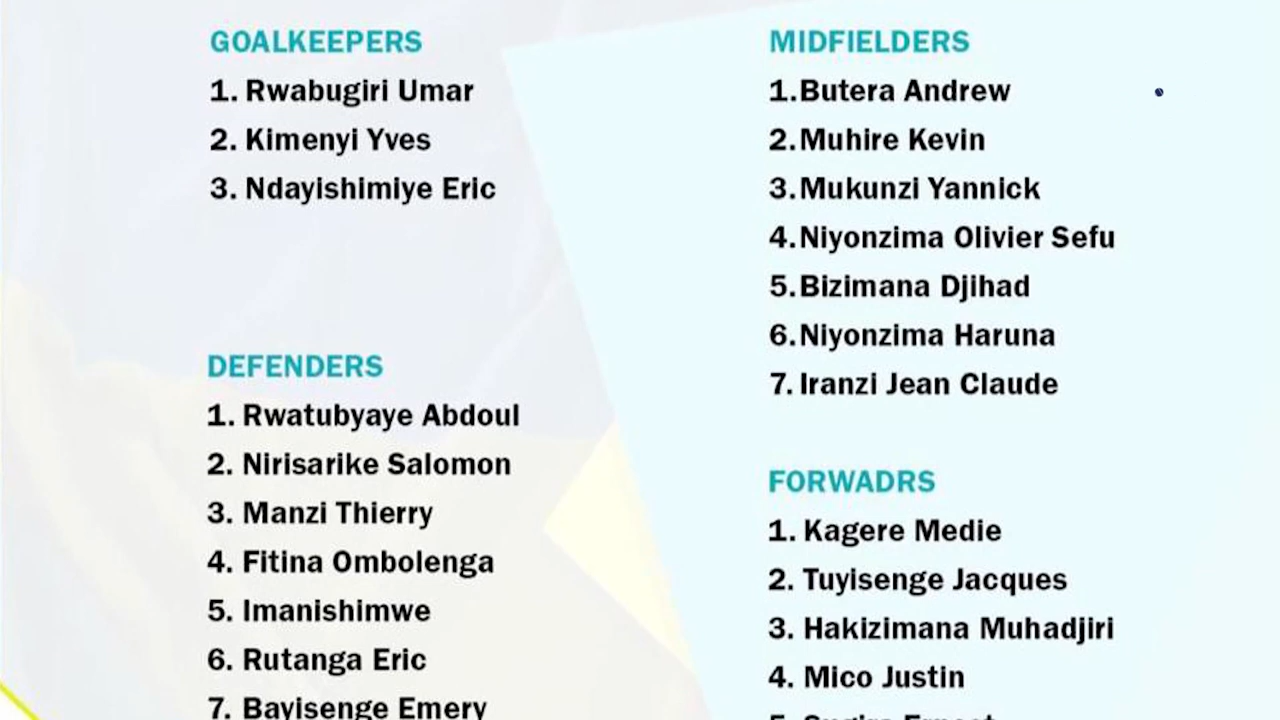 GOALKEEPERS
1. Rwabugiri Umar
2. Kimenyi Yves
3. Ndayishimiye Eric
DEFENDERS
1. Rwatubyaye Abdoul
2. Nirisarike Salomon
3. Manzi Thierry
4. Fitina Ombolenga
5. Imanishimwe
6. Rutanga Eric
7. Bayisenge Emery
MIDFIELDERS
1.Butera Andrew
2.Muhire Kevin
3.Mukunzi Yannick
4.Niyonzima Olivier Sefu
5.Bizimana Djihad
6.Niyonzima Haruna
7. Iranzi Jean Claude
FORWADRS
1. Kagere Medie
2. Tuyisenge Jacques
3. Hakizimana Muhadjiri
4. Mico Justin